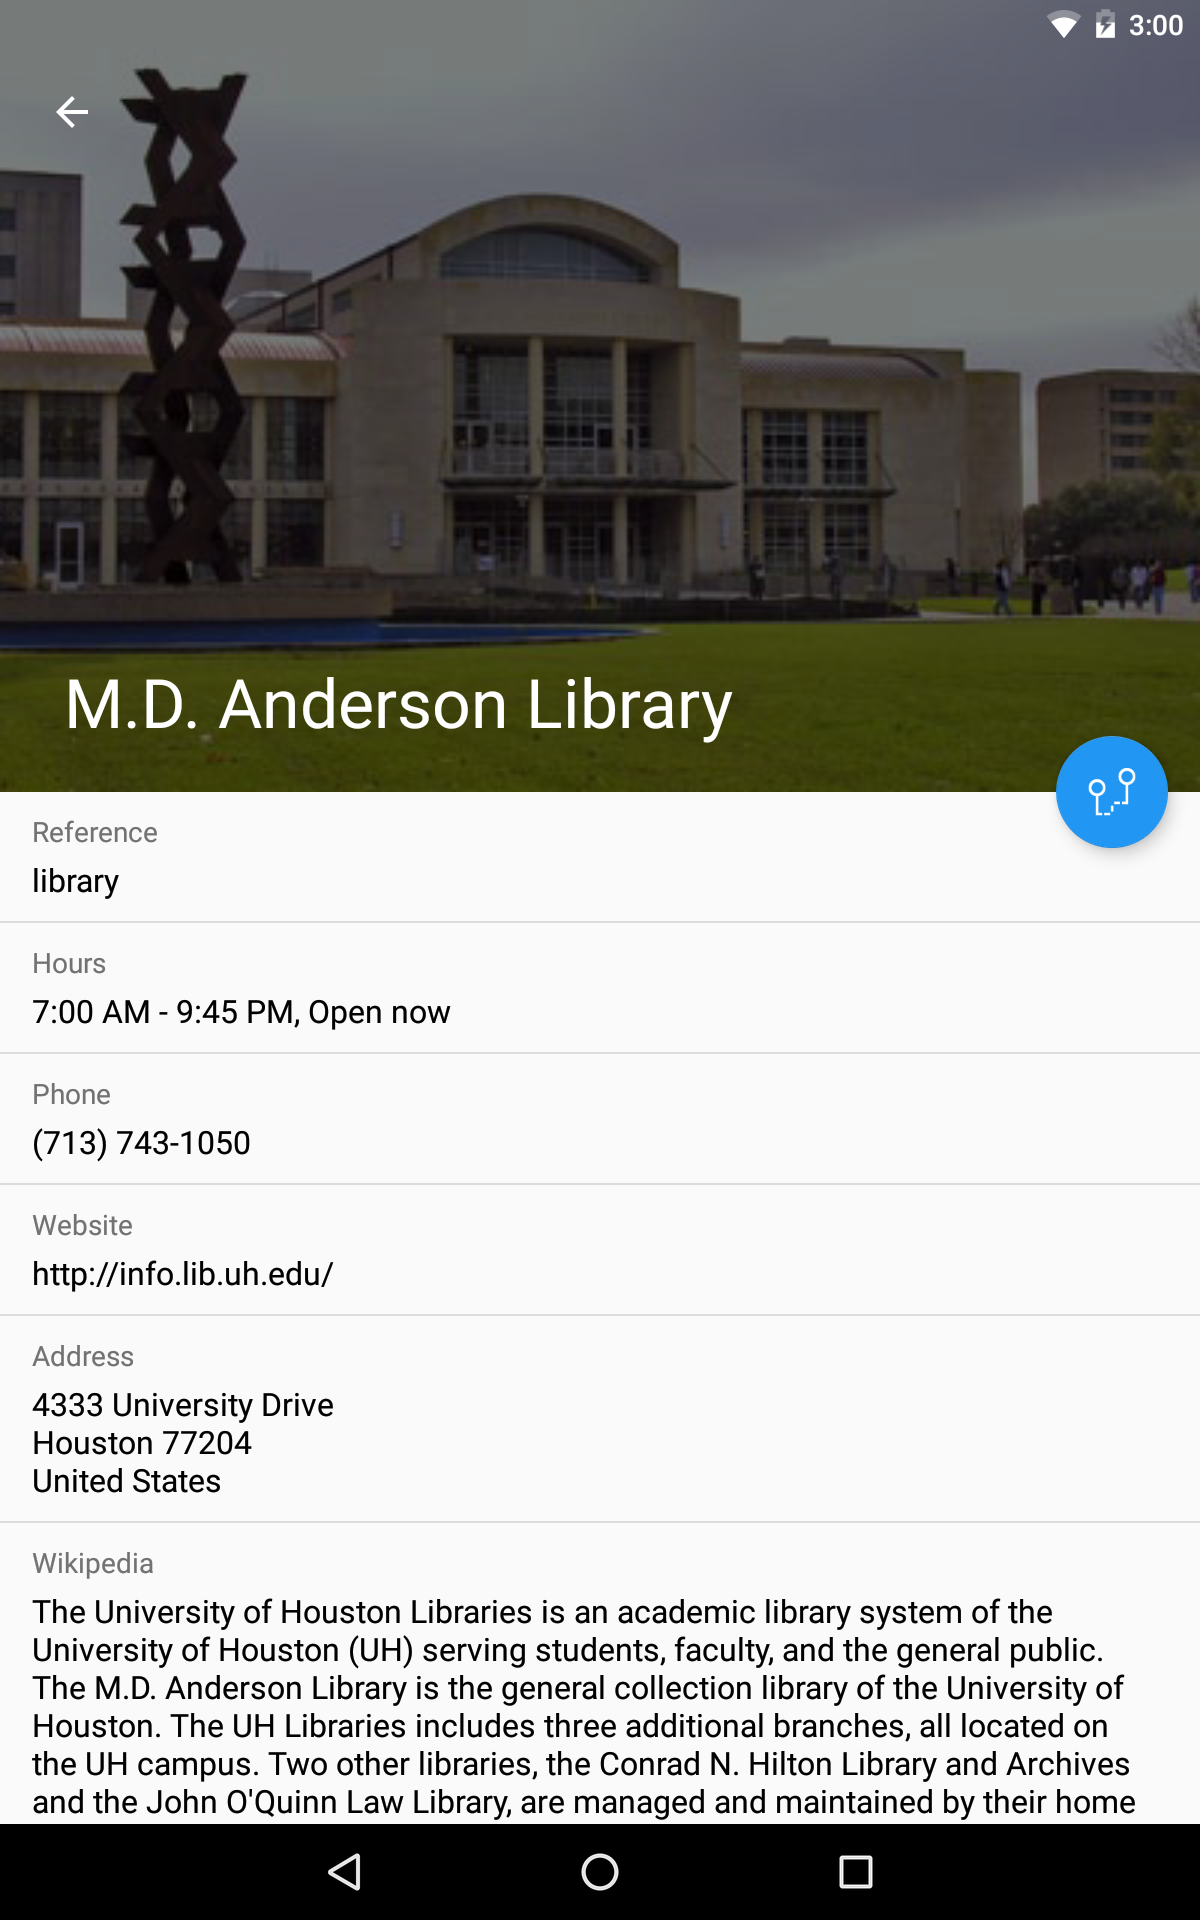 3:00
M.D. Anderson Library
Reference
library
Hours
7:00 AM - 9:45 PM, Open now
Phone
(713) 743-1050
Website
http://info.lib.uh.edu/
Address
4333 University Drive
Houston 77204
United States
Wikipedia
The University of Houston Libraries is an academic library system of the
University of Houston (UH) serving students, faculty, and the general public.
The M.D. Anderson Library is the general collection library of the University of
Houston. The UH Libraries includes three additional branches, all located on
the UH campus. Two other libraries, the Conrad N. Hilton Library and Archives
and the John O'Quinn Law Library, are managed and maintained by their home